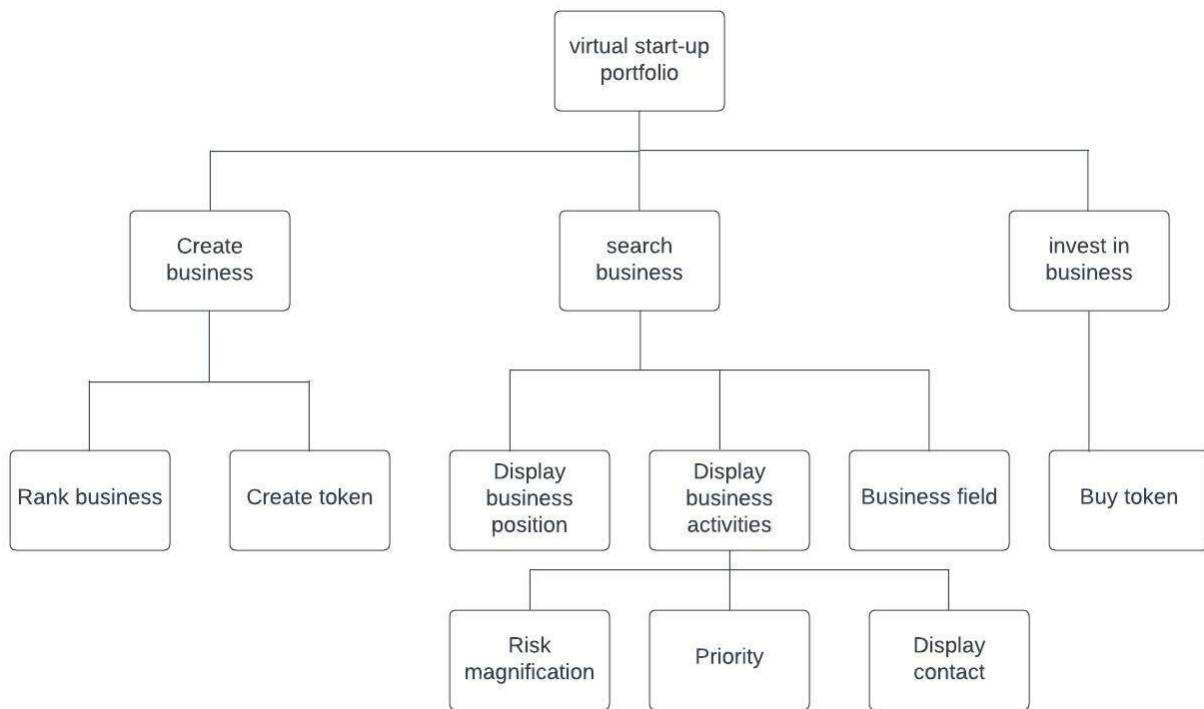 virtual start-up
portfolio
Create
business
search
business
invest in
business
Rank business
Create token
Display
business
position
Display
business
activities
Business field
Buy token
Risk
magnification
Priority
Display
contact